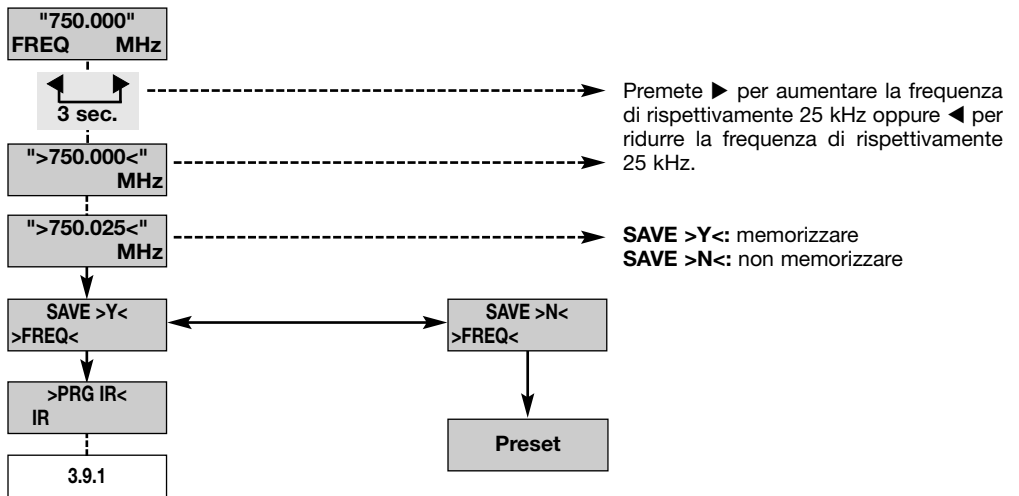 "750.000"
FREQ MHz
3 sec.
Premete ▶ per aumentare la frequenza
di rispettivamente 25 kHz oppure ◀ per
ridurre la frequenza di rispettivamente
25 kHz.
">750.000<"
MHz
">750.025<"
MHz
SAVE >Y<: memorizzare
SAVE >N<: non memorizzare
SAVE >Y<
>FREQ<
SAVE >N<
>FREQ<
>PRG IR<
IR
Preset
3.9.1